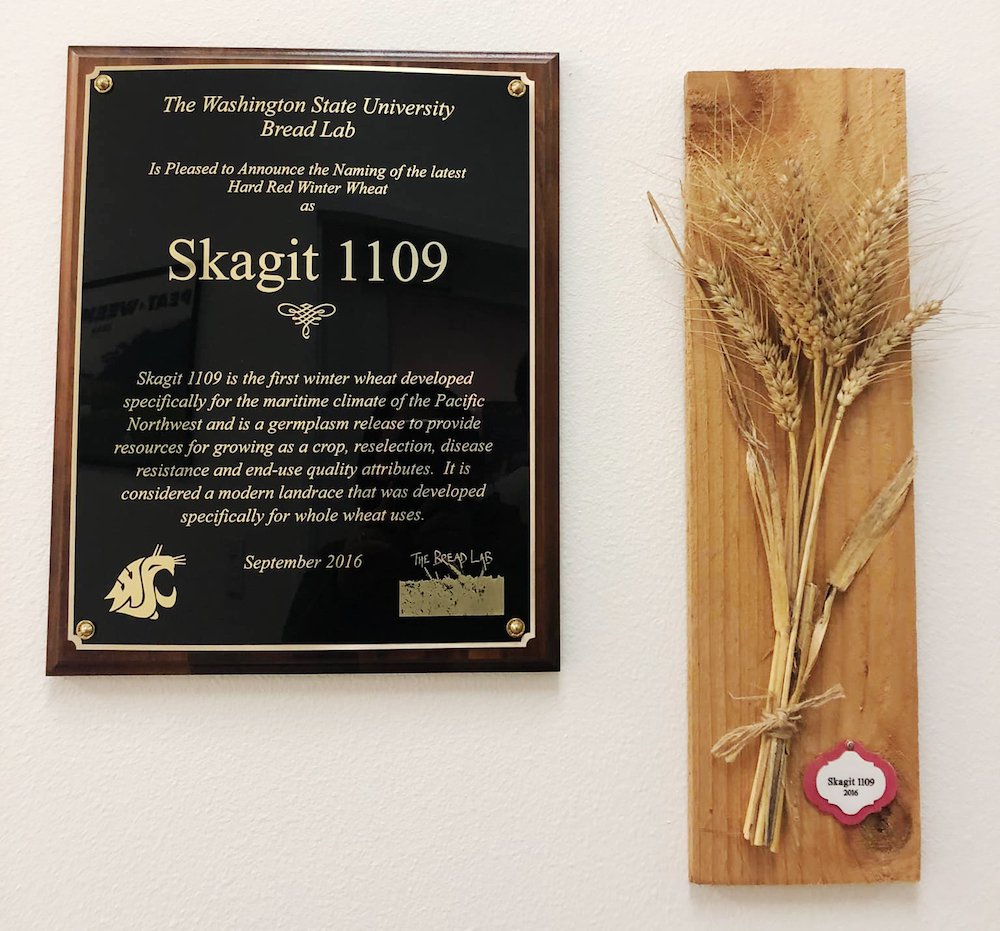 The Washington State University
Bread Lab
Is Pleased to Announce the Naming of the latest
Hard Red Winter Wheat
as
Skagit 1109
Skagit 1109 is the first winter wheat developed
specifically for the maritime climate of the Pacific
Northwest and is a germplasm release to provide
resources for growing as a crop, reselection, disease
resistance and end-use quality attributes. It is
considered a modern landrace that was developed
specifically for whole wheat uses.
September 2016
WSU
THE BREAD LAB
Skagit 1109
2016